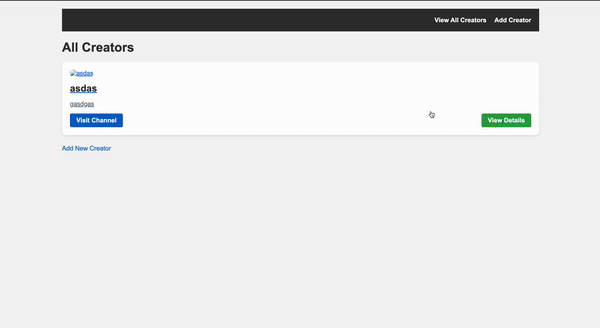 View All Creators Add Creator
All Creators
asdas
asdas
gasdgas
Visit Channel View Details
Add New Creator